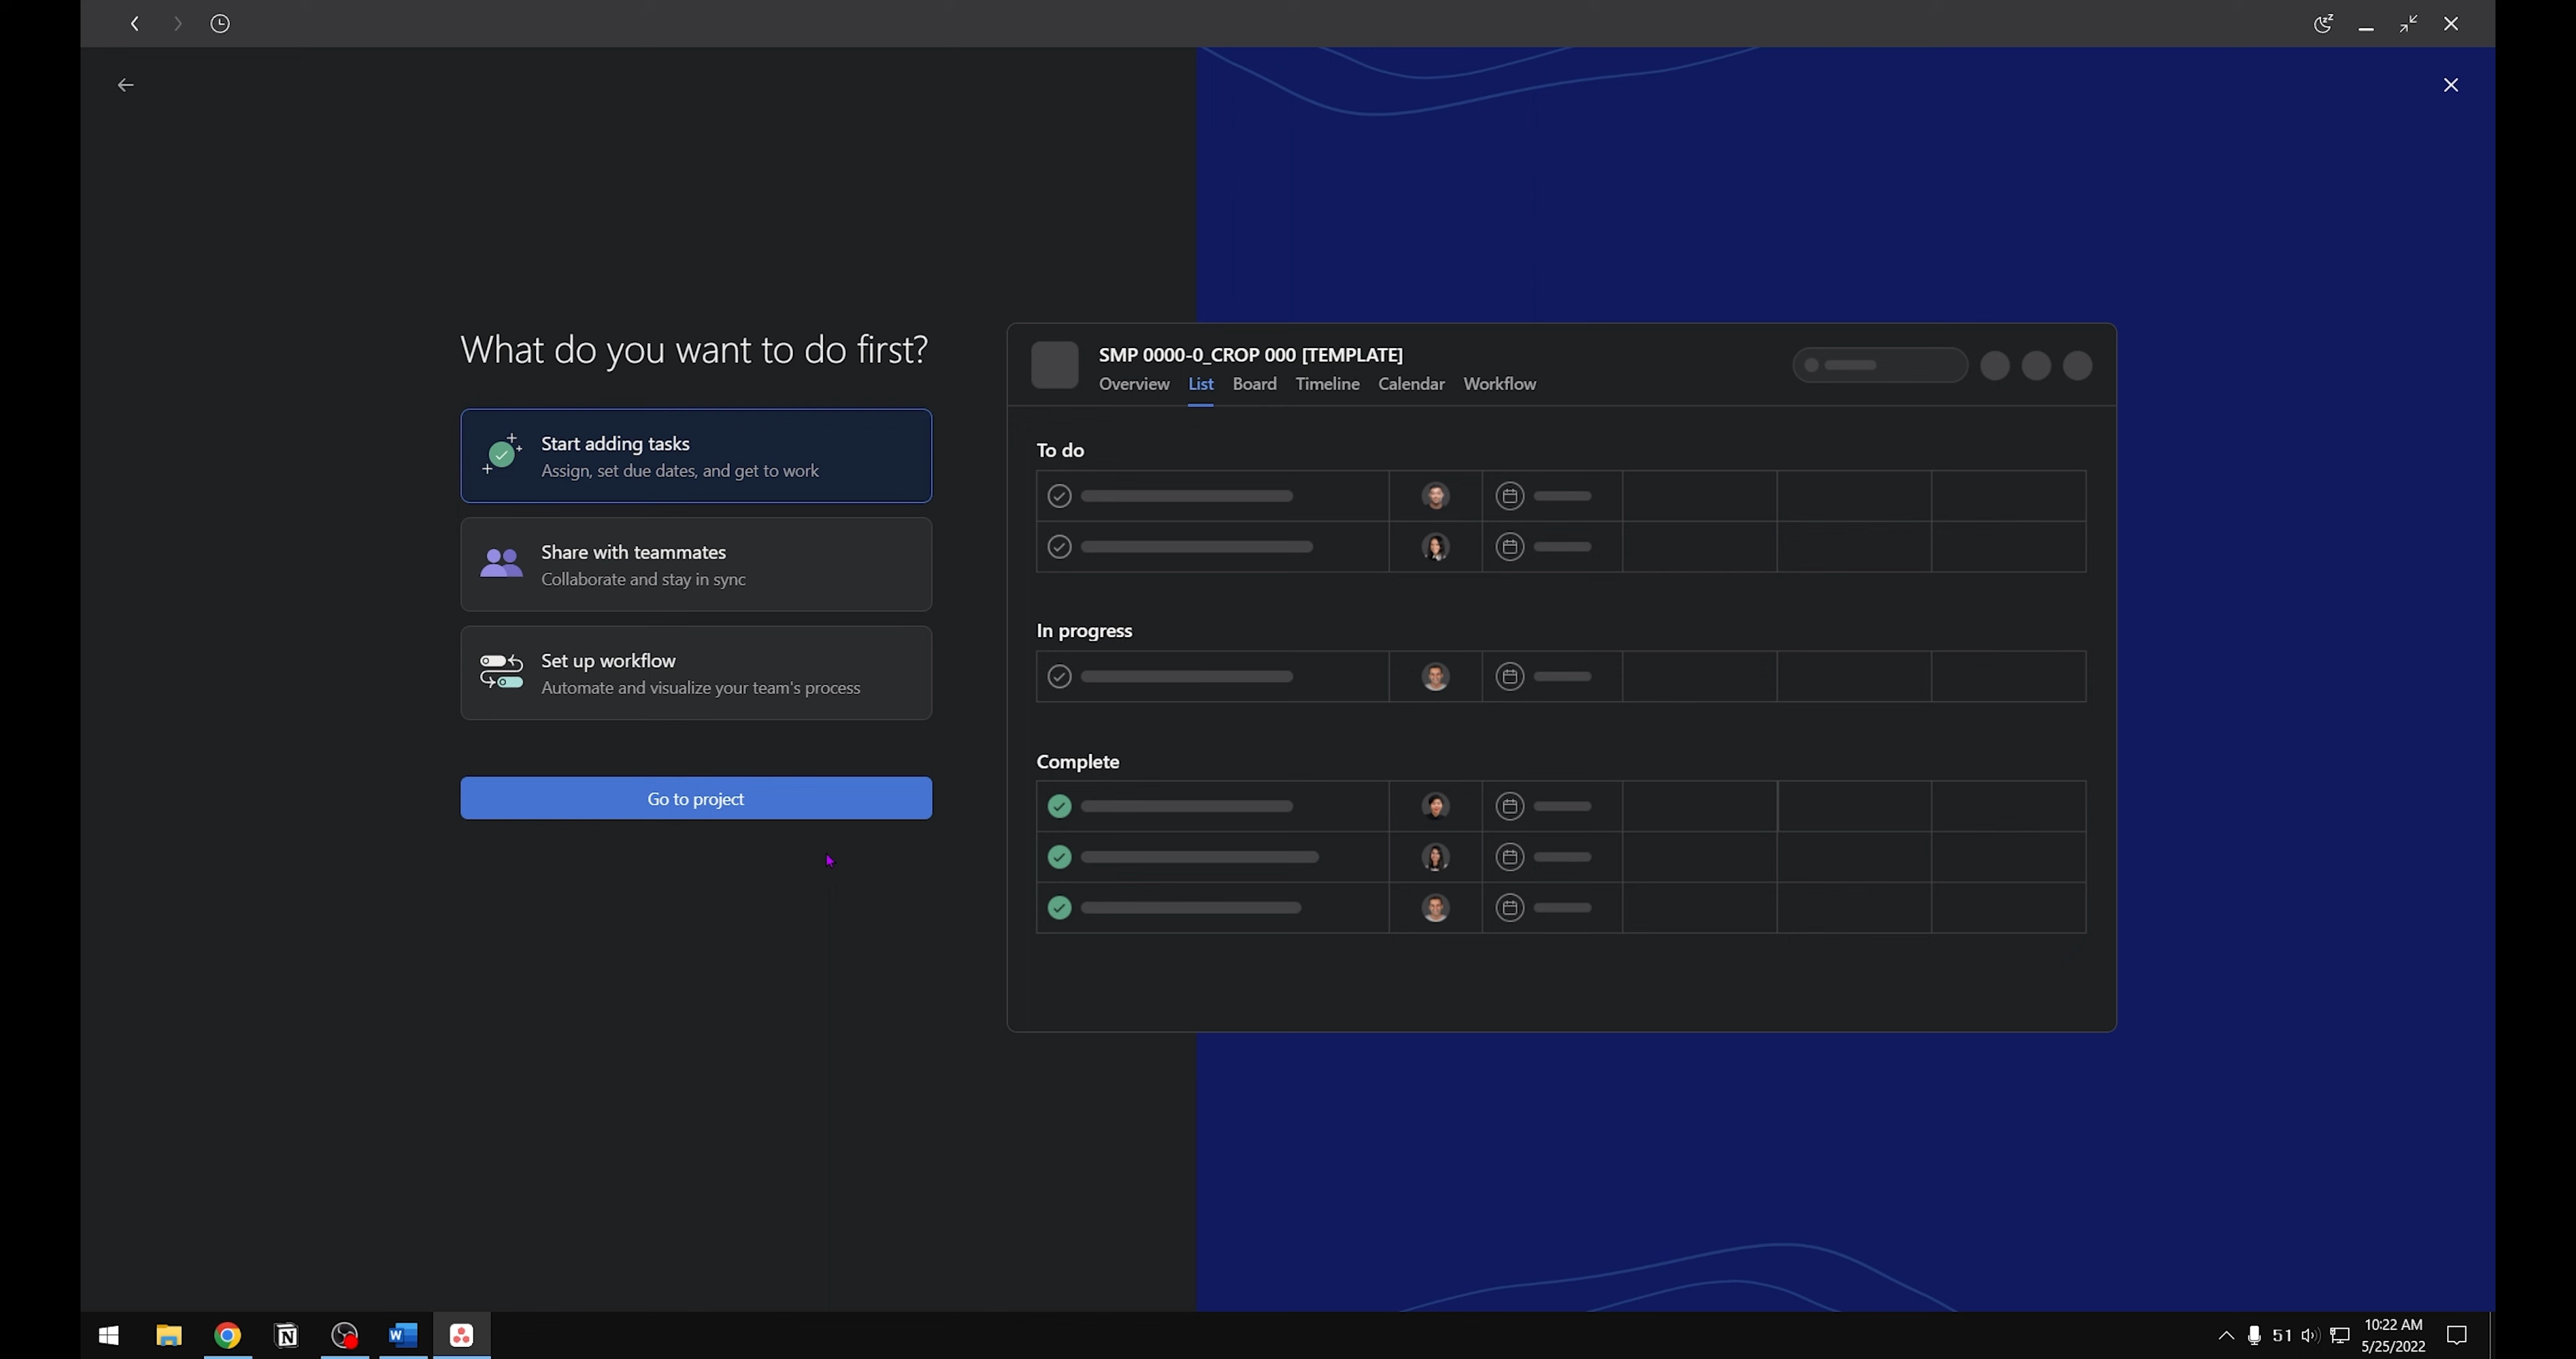 What do you want to do first?
Start adding tasks
Assign, set due dates, and get to work
Share with teammates
Collaborate and stay in sync
Set up workflow
Automate and visualize your team's process
Go to project
SMP 0000-0_CROP 000 [TEMPLATE]
Overview List Board Timeline Calendar Workflow
To do
In progress
Complete
51
10:22 AM
5/25/2022